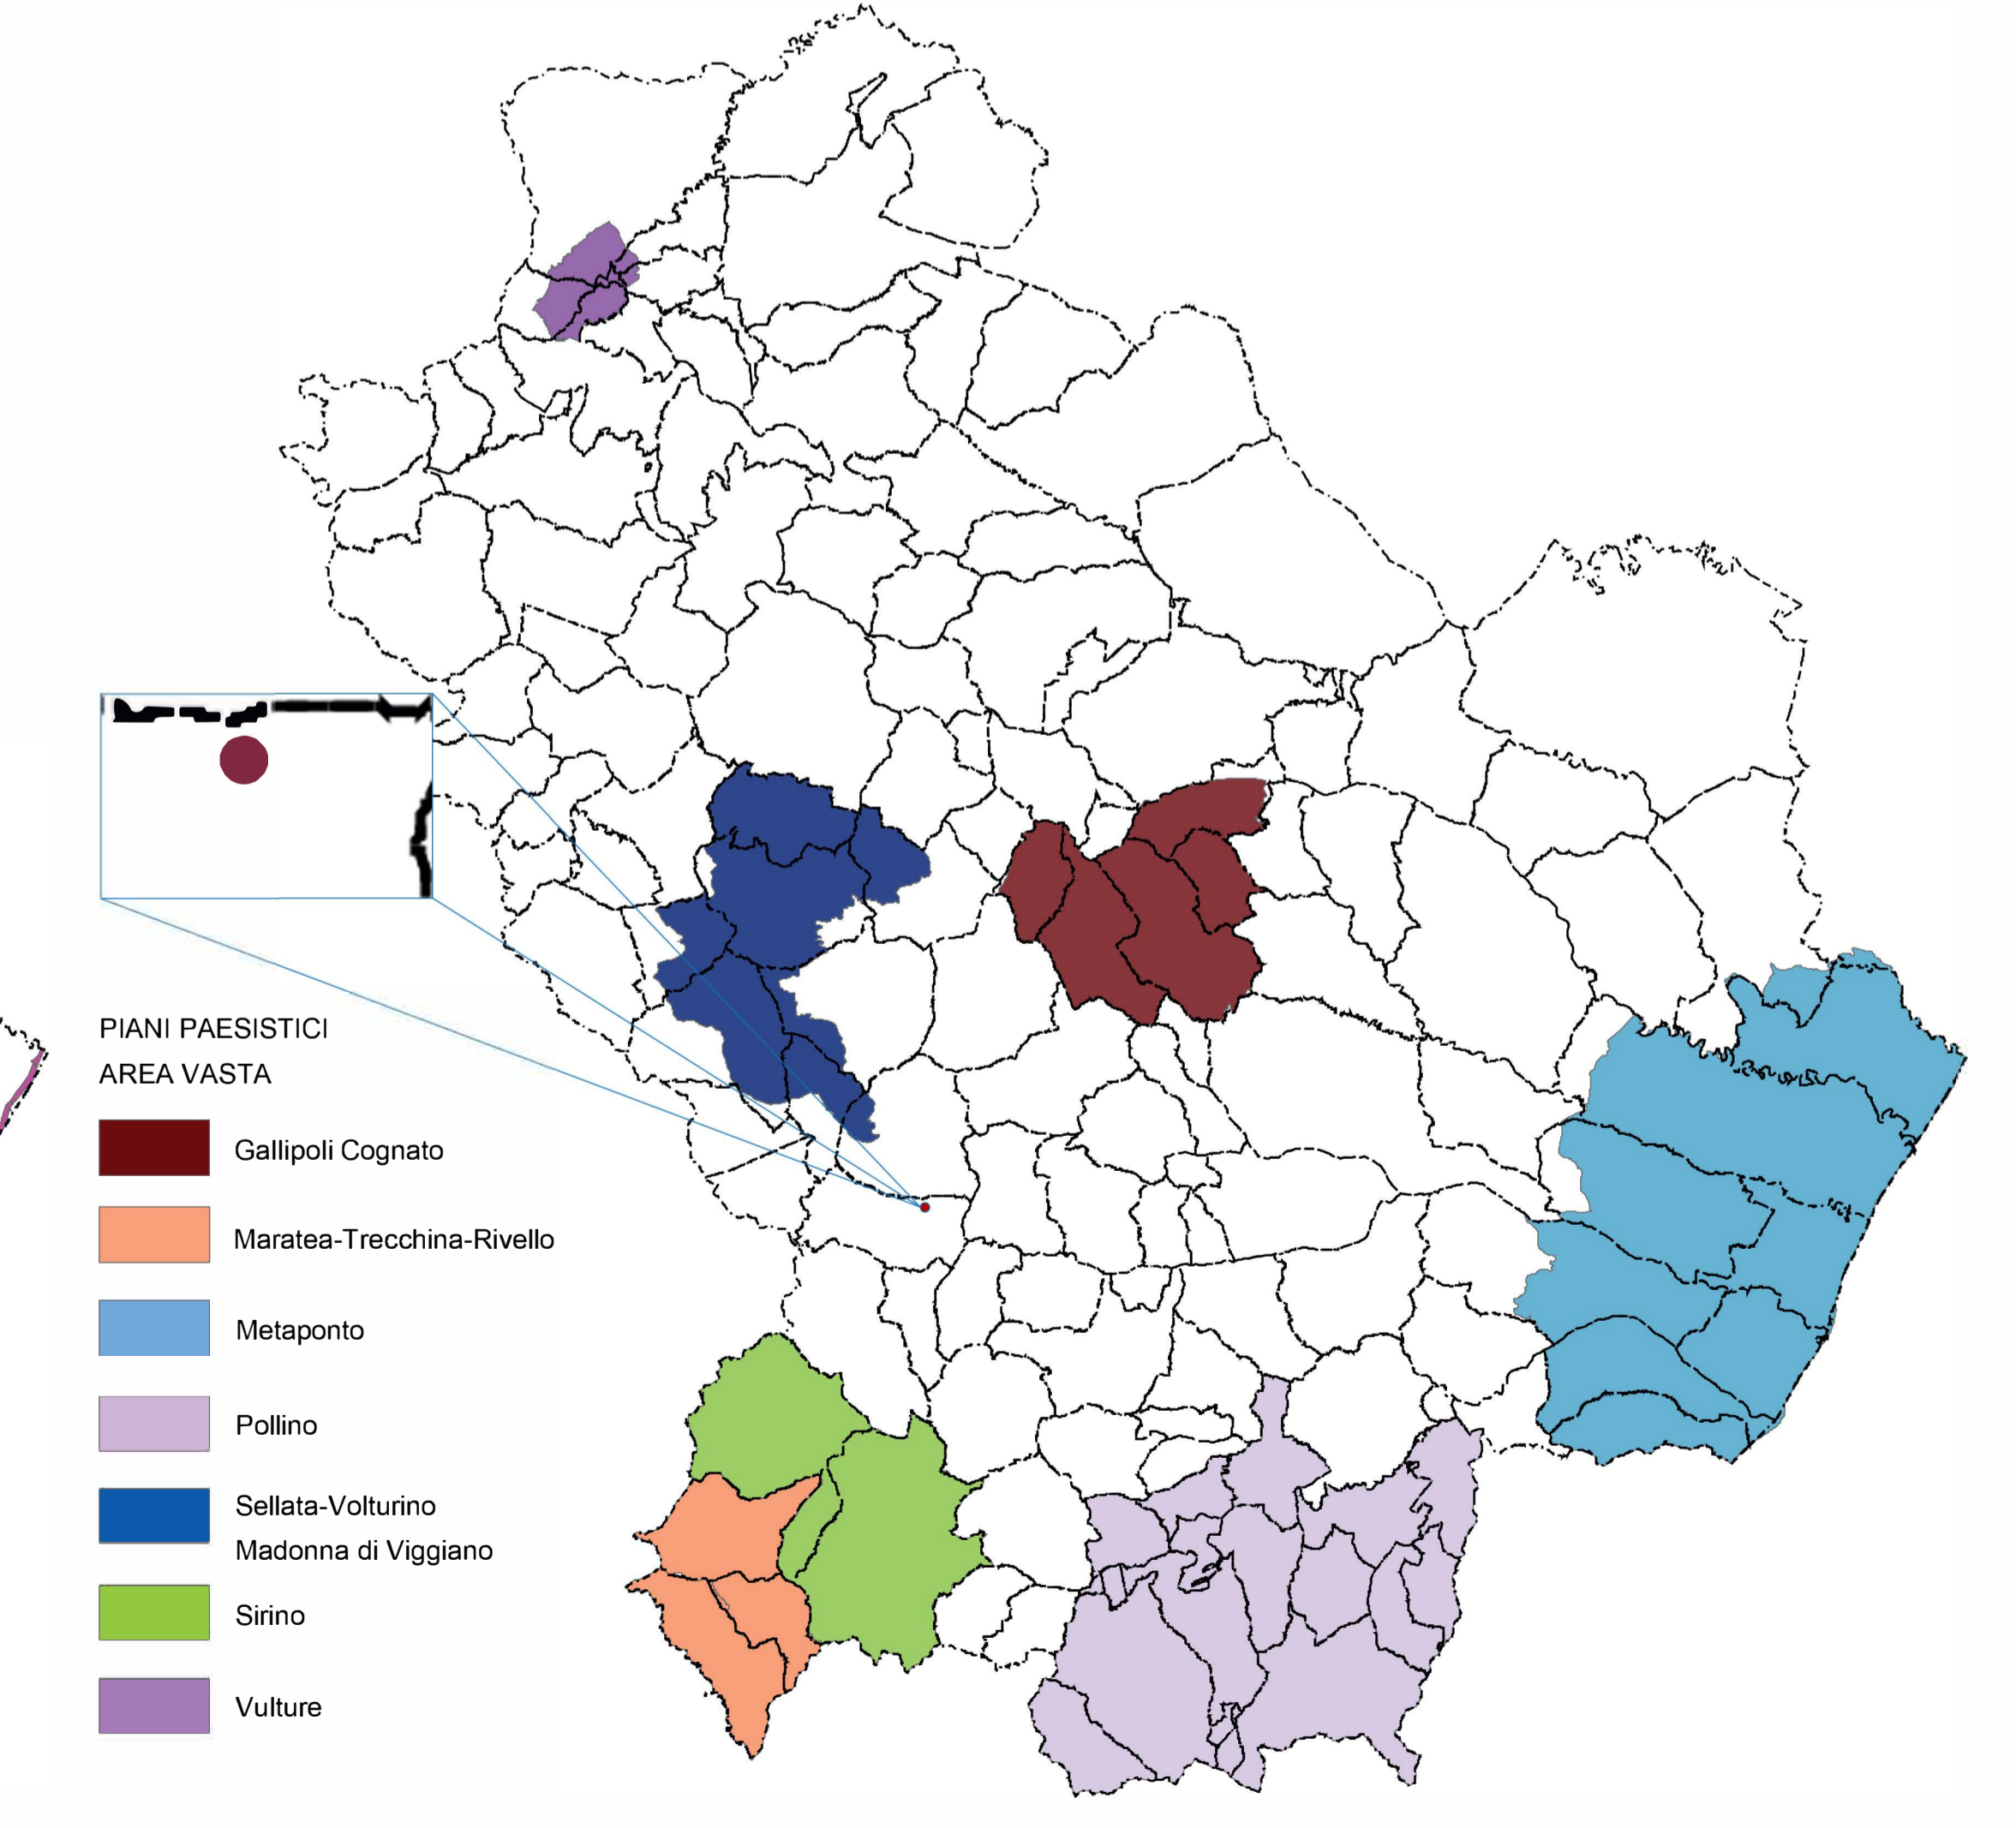 PIANI PAESISTICI
AREA VASTA
Gallipoli Cognato
Maratea-Trecchina-Rivello
Metaponto
Pollino
Sellata-Volturino
Madonna di Viggiano
Sirino
Vulture